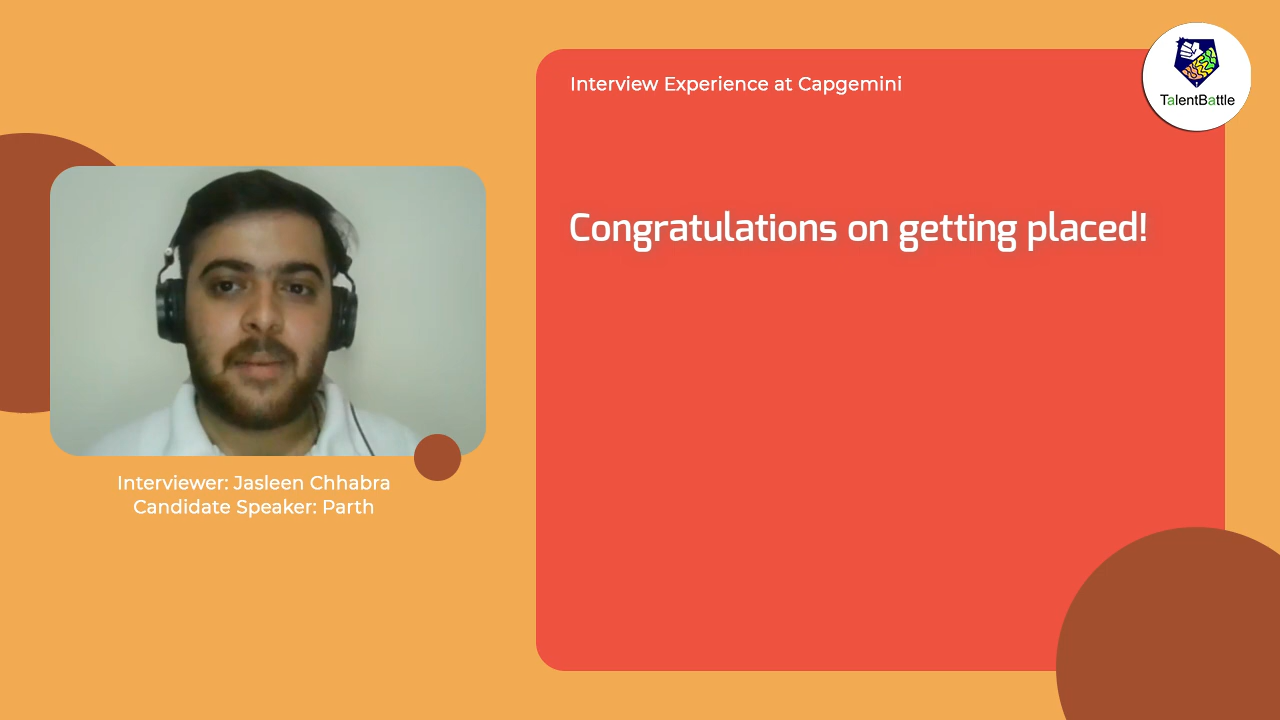 Interview Experience at Capgemini
TalentBattle
Congratulations on getting placed!
Interviewer: Jasleen Chhabra
Candidate Speaker: Parth